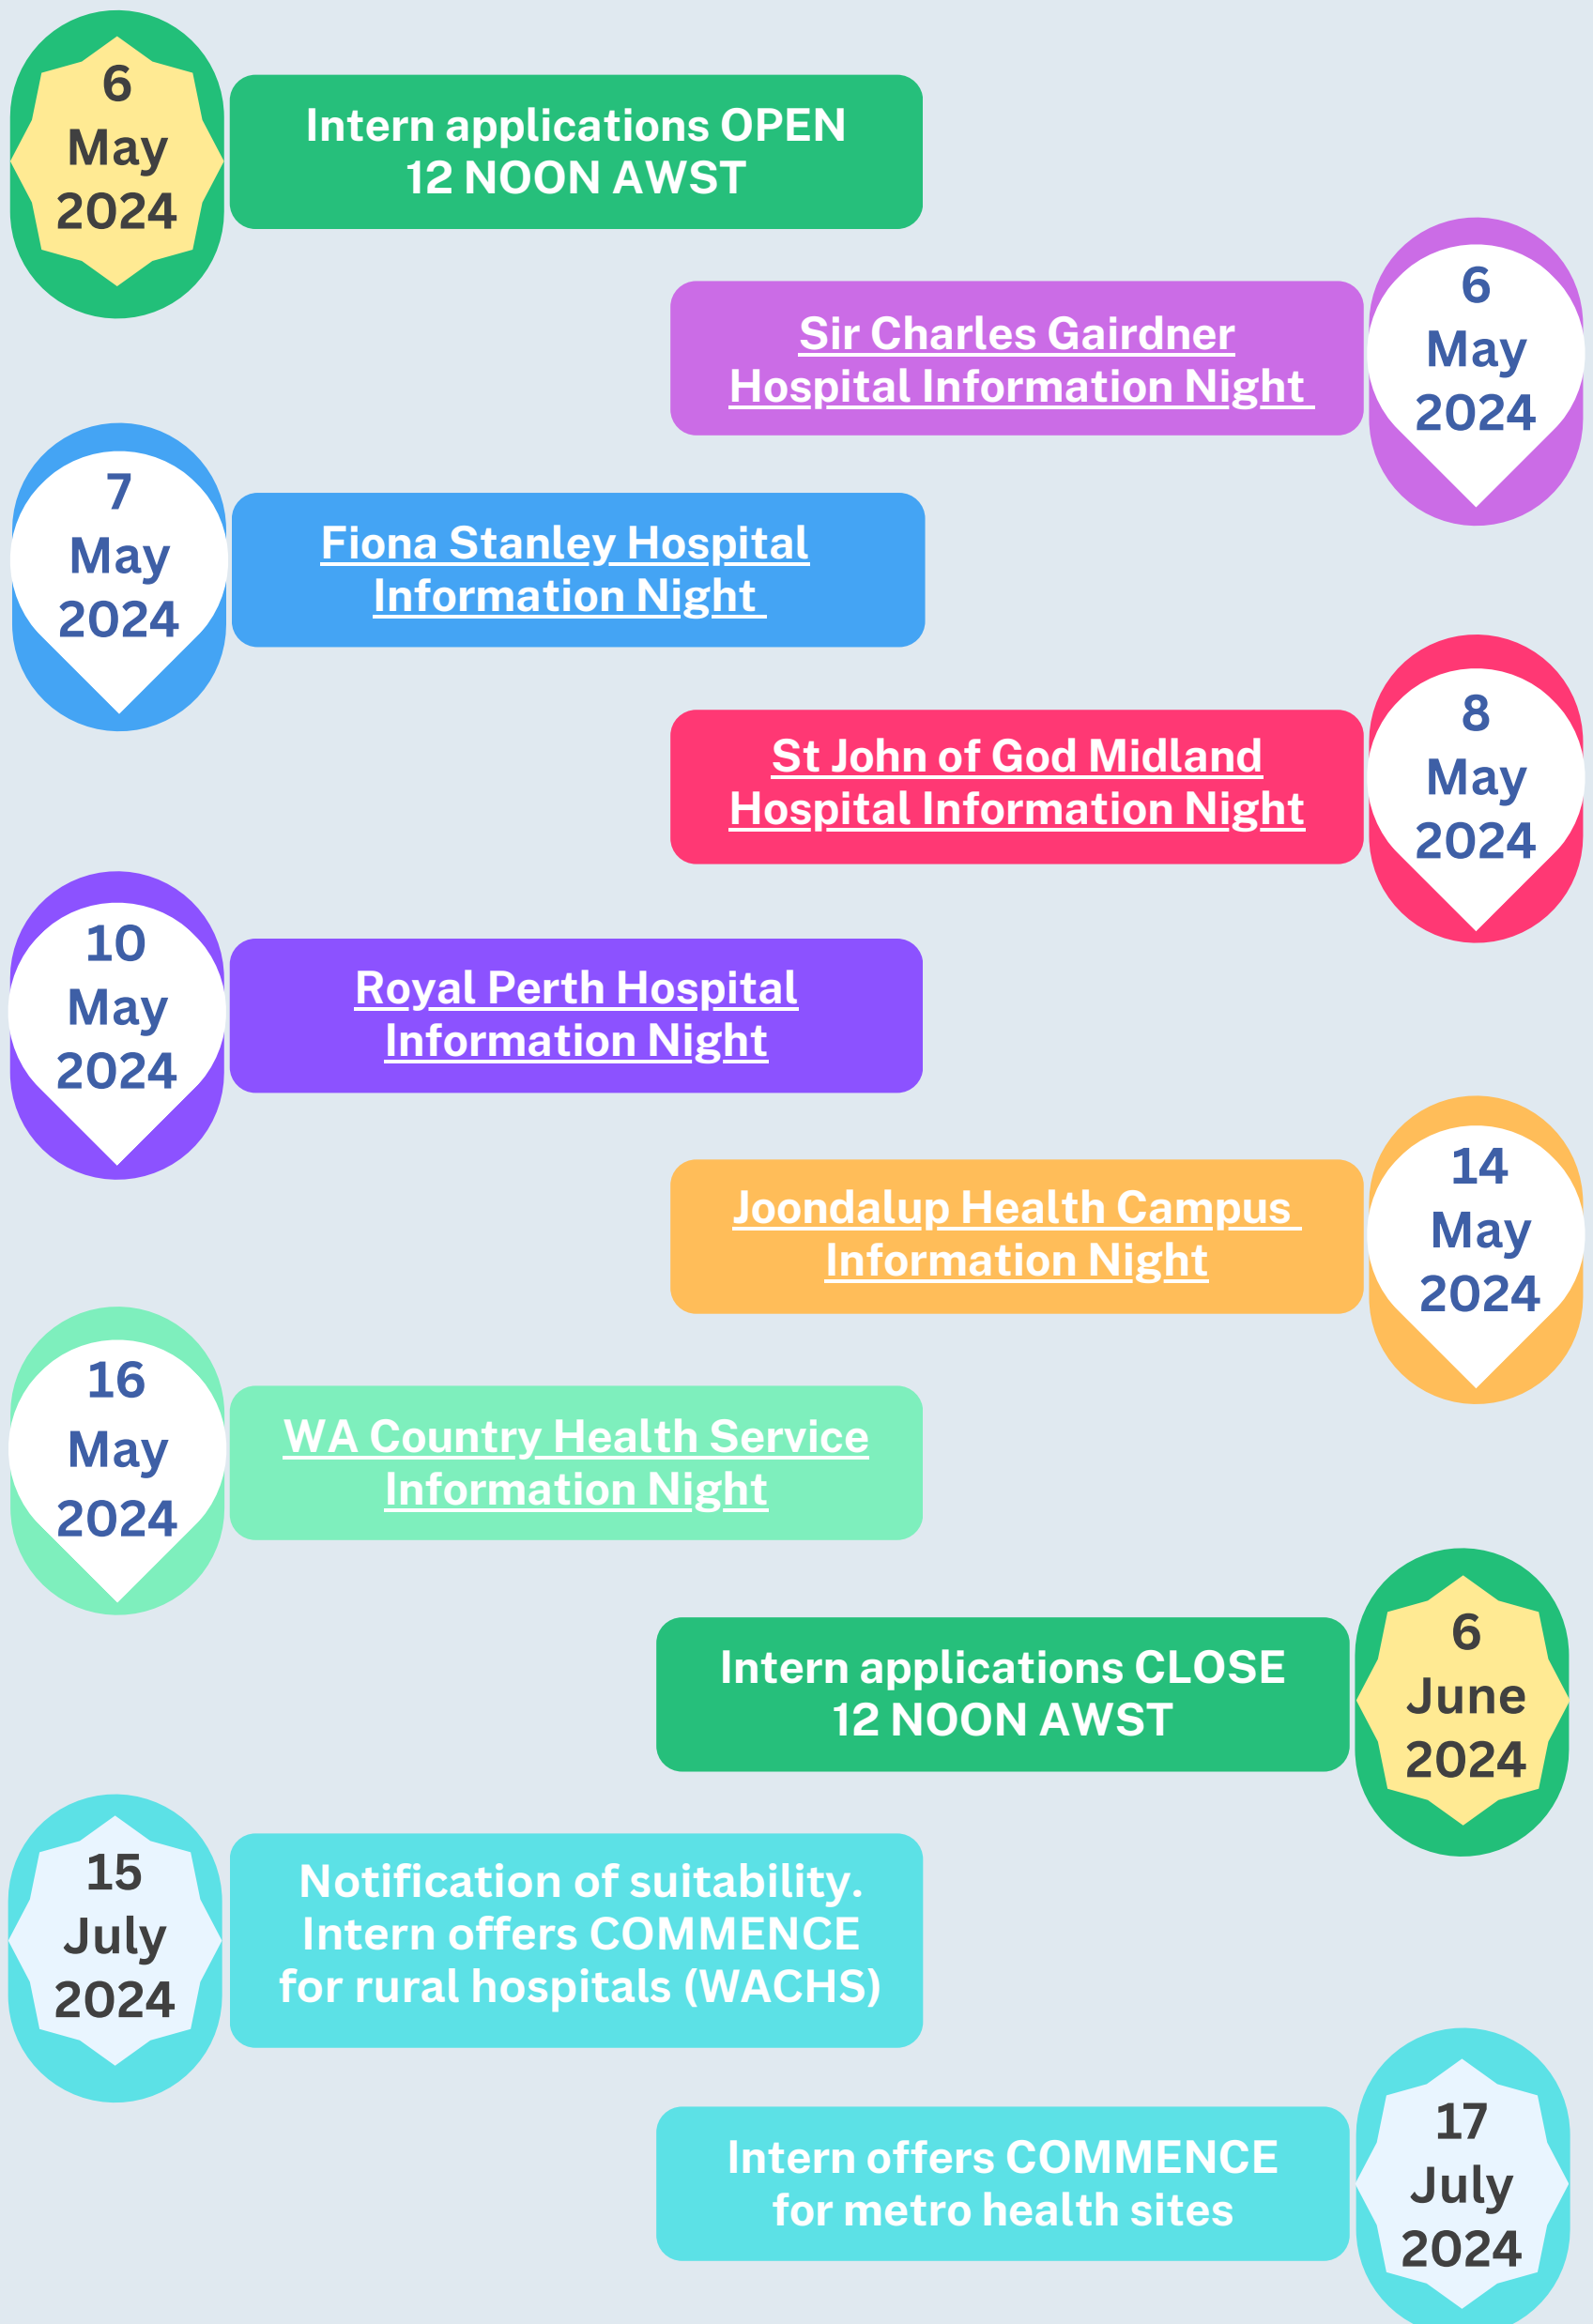 6
May
2024
Intern applications OPEN
12 NOON AWST
6
May
2024
Sir Charles Gairdner
Hospital Information Night
7
May
2024
Fiona Stanley Hospital
Information Night
8
May
2024
St John of God Midland
Hospital Information Night
10
May
2024
Royal Perth Hospital
Information Night
14
May
2024
Joondalup Health Campus
Information Night
16
May
2024
WA Country Health Service
Information Night
6
June
2024
Intern applications CLOSE
12 NOON AWST
15
July
2024
Notification of suitability.
Intern offers COMMENCE
for rural hospitals (WACHS)
17
July
2024
Intern offers COMMENCE
for metro health sites